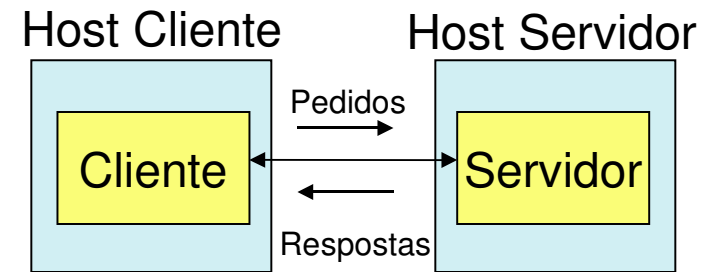 Host Cliente
Host Servidor
Pedidos
Cliente
Servidor
Respostas